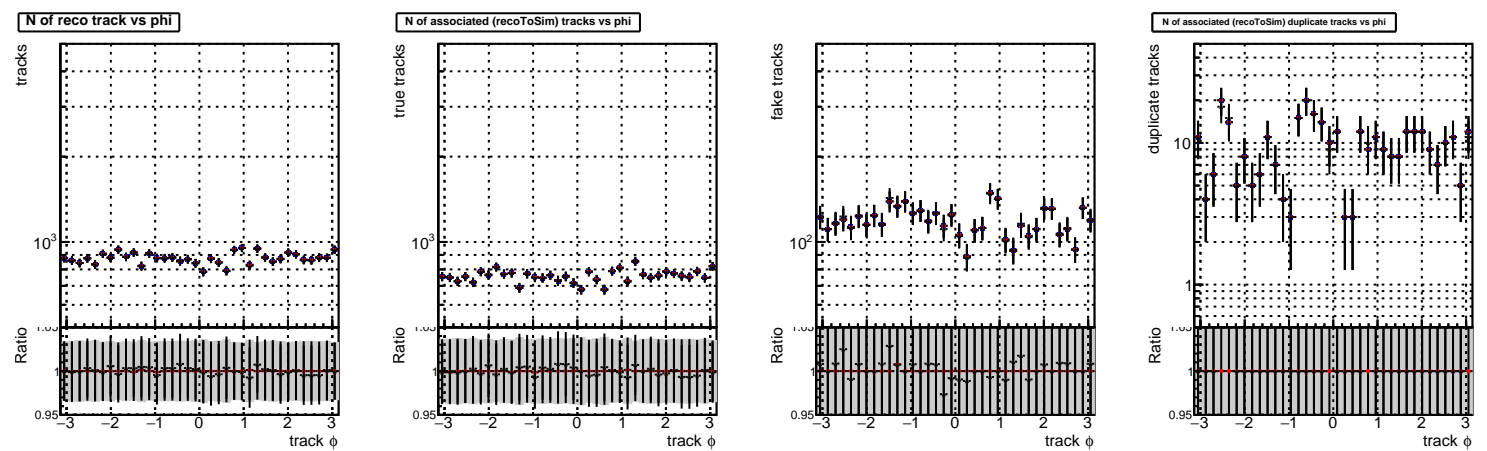 N of reco track vs phi
tracks
10³
Ratio
1.05
1
0.95
−3 −2 −1 0 1 2 3
track ϕ
N of associated (recoToSim) tracks vs phi
true tracks
10³
Ratio
1.05
1
0.95
−3 −2 −1 0 1 2 3
track ϕ
fake tracks
10²
Ratio
1.05
1
0.95
−3 −2 −1 0 1 2 3
track ϕ
N of associated (recoToSim) duplicate tracks vs phi
duplicate tracks
10
1
Ratio
1.05
1
0.95
−3 −2 −1 0 1 2 3
track ϕ